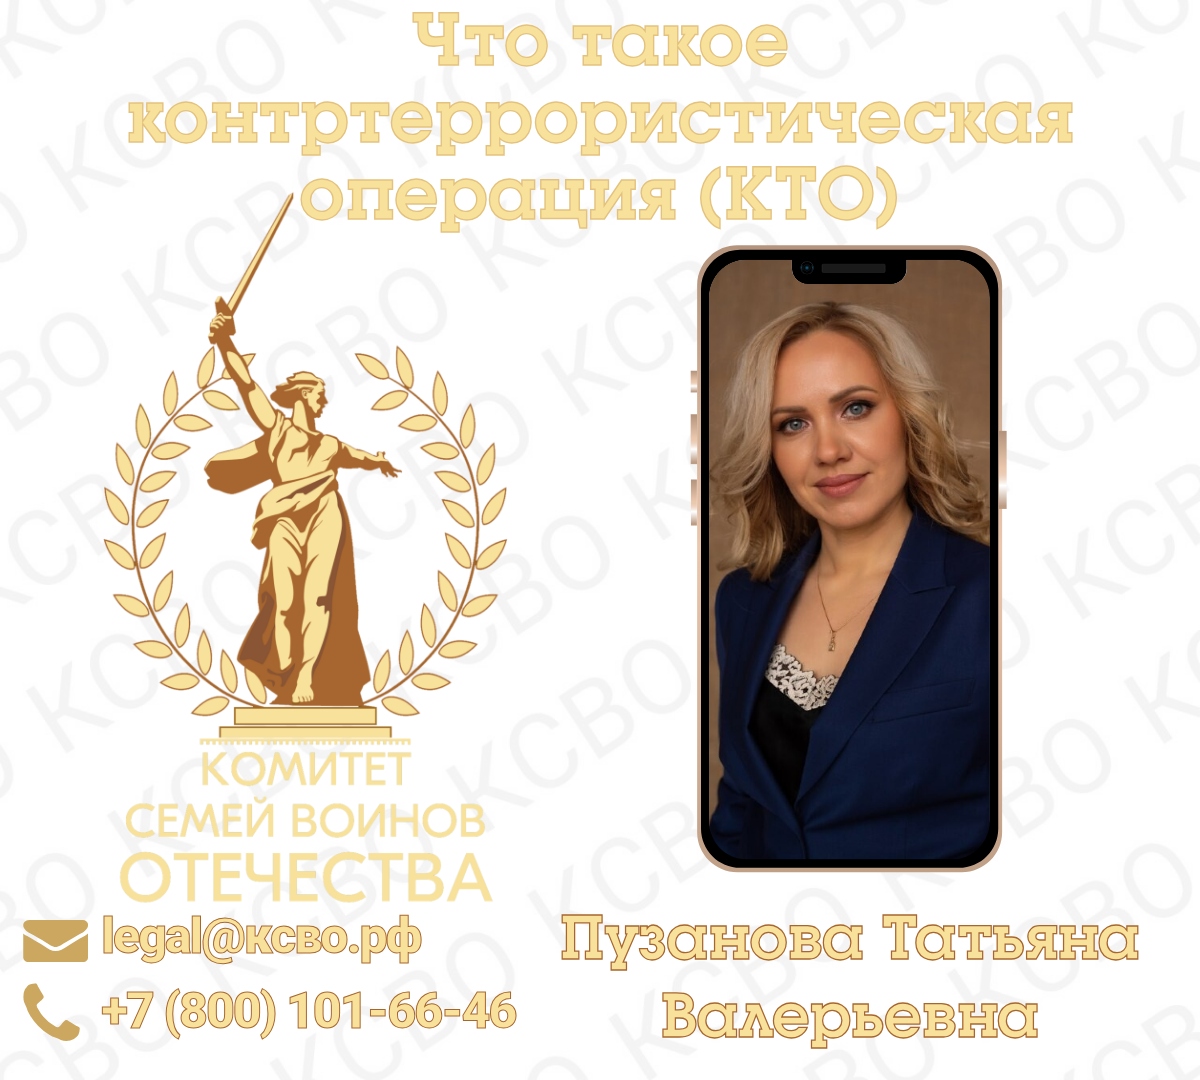 Что такое
контртеррористическая
операция (КТО)
КОМИТЕТ
СЕМЕЙ ВОИНОВ
ОТЕЧЕСТВА
legal@ксво.рф
+7 (800) 101-66-46
Пузанова Татьяна
Валерьевна
КСВО